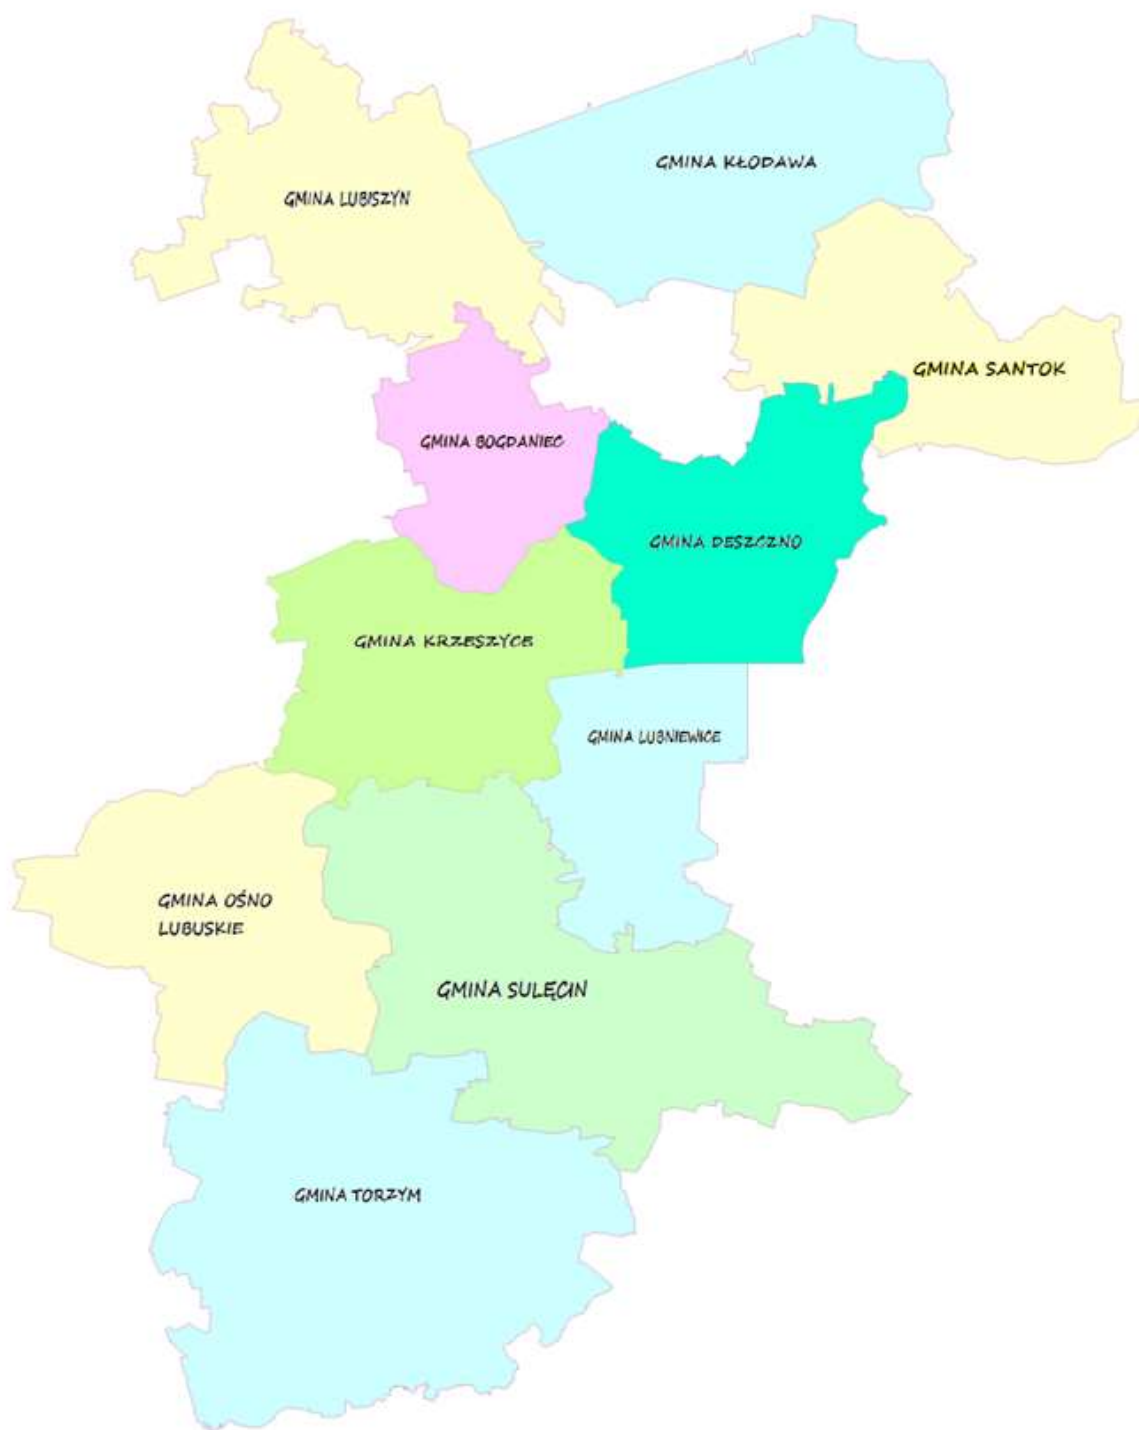 GMINA KŁODAWA
GMINA LUBISZYN
GMINA SANTOK
GMINA BOGDANIEC
GMINA DESZCZNO
GMINA KRZESZYCE
GMINA LUBNIEWICE
GMINA OŚNO
LUBUSKIE
GMINA SULĘCIN
GMINA TORZYM